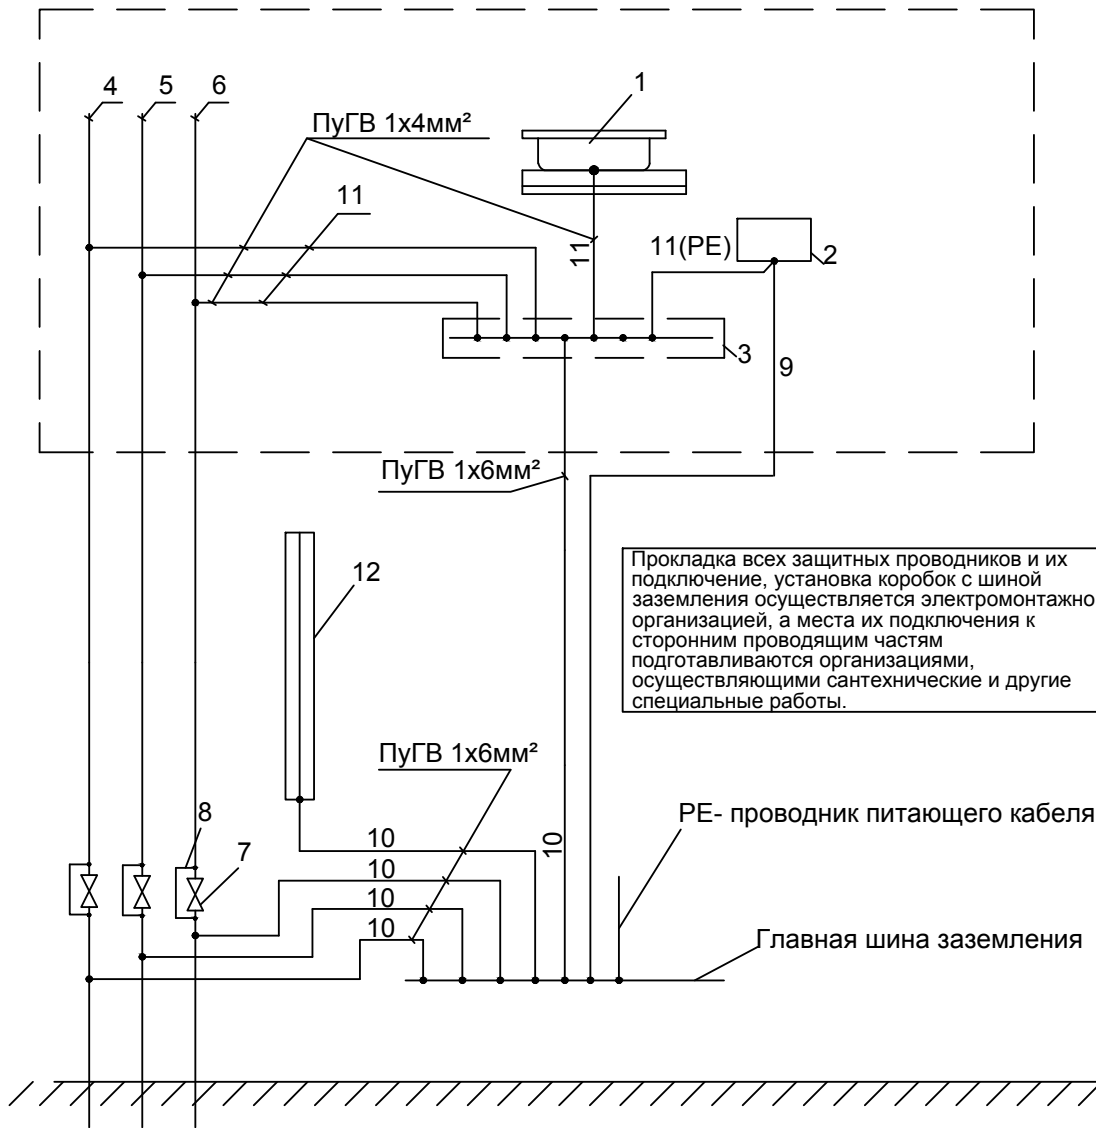 4
5
6
1
ПуГВ 1х4мм²
11
11
11(PE)
2
3
9
ПуГВ 1х6мм²
12
Прокладка всех защитных проводников и их
подключение, установка коробок с шиной
заземления осуществляется электромонтажно
организацией, а места их подключения к
сторонним проводящим частям
подготавливаются организациями,
осуществляющими сантехнические и другие
специальные работы.
ПуГВ 1х6мм²
PE- проводник питающего кабеля
8
7
10
10
10
10
10
Главная шина заземления